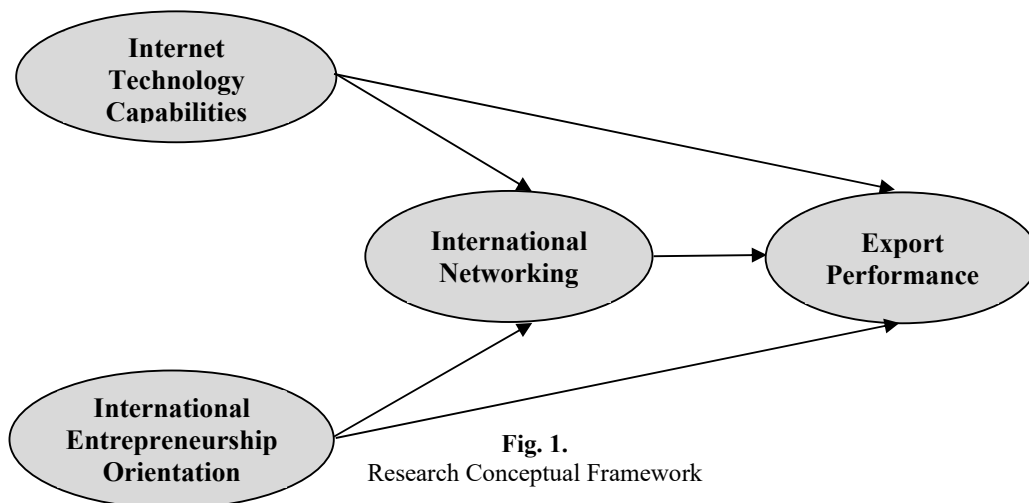 Internet
Technology
Capabilities
International
Networking
Export
Performance
International
Entrepreneurship
Orientation
Fig. 1.
Research Conceptual Framework